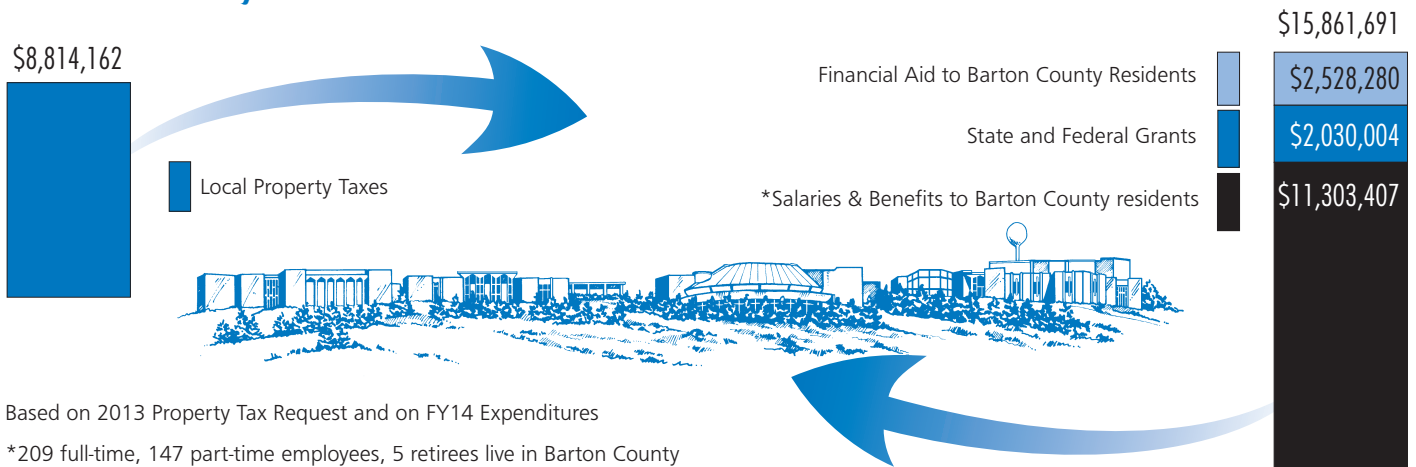 $15,861,691
$8,814,162
Financial Aid to Barton County Residents
$2,528,280
State and Federal Grants
$2,030,004
Local Property Taxes
*Salaries & Benefits to Barton County residents
$11,303,407
Based on 2013 Property Tax Request and on FY14 Expenditures
*209 full-time, 147 part-time employees, 5 retirees live in Barton County